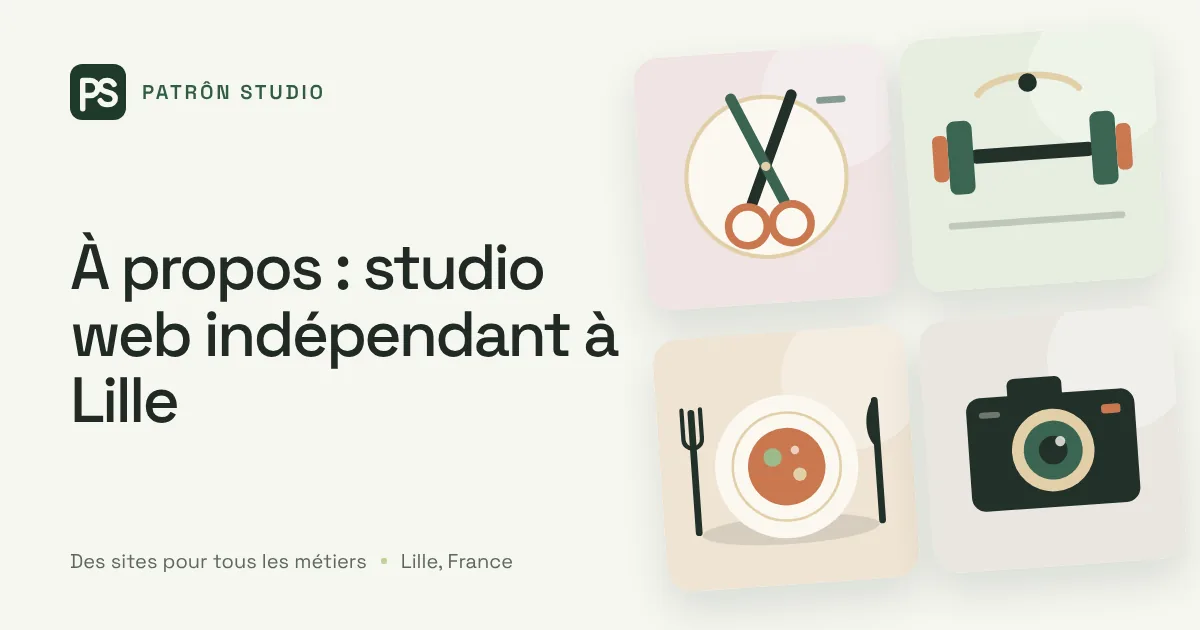 PS
PATRÔN STUDIO
À propos : studio
web indépendant à
Lille
Des sites pour tous les métiers • Lille, France